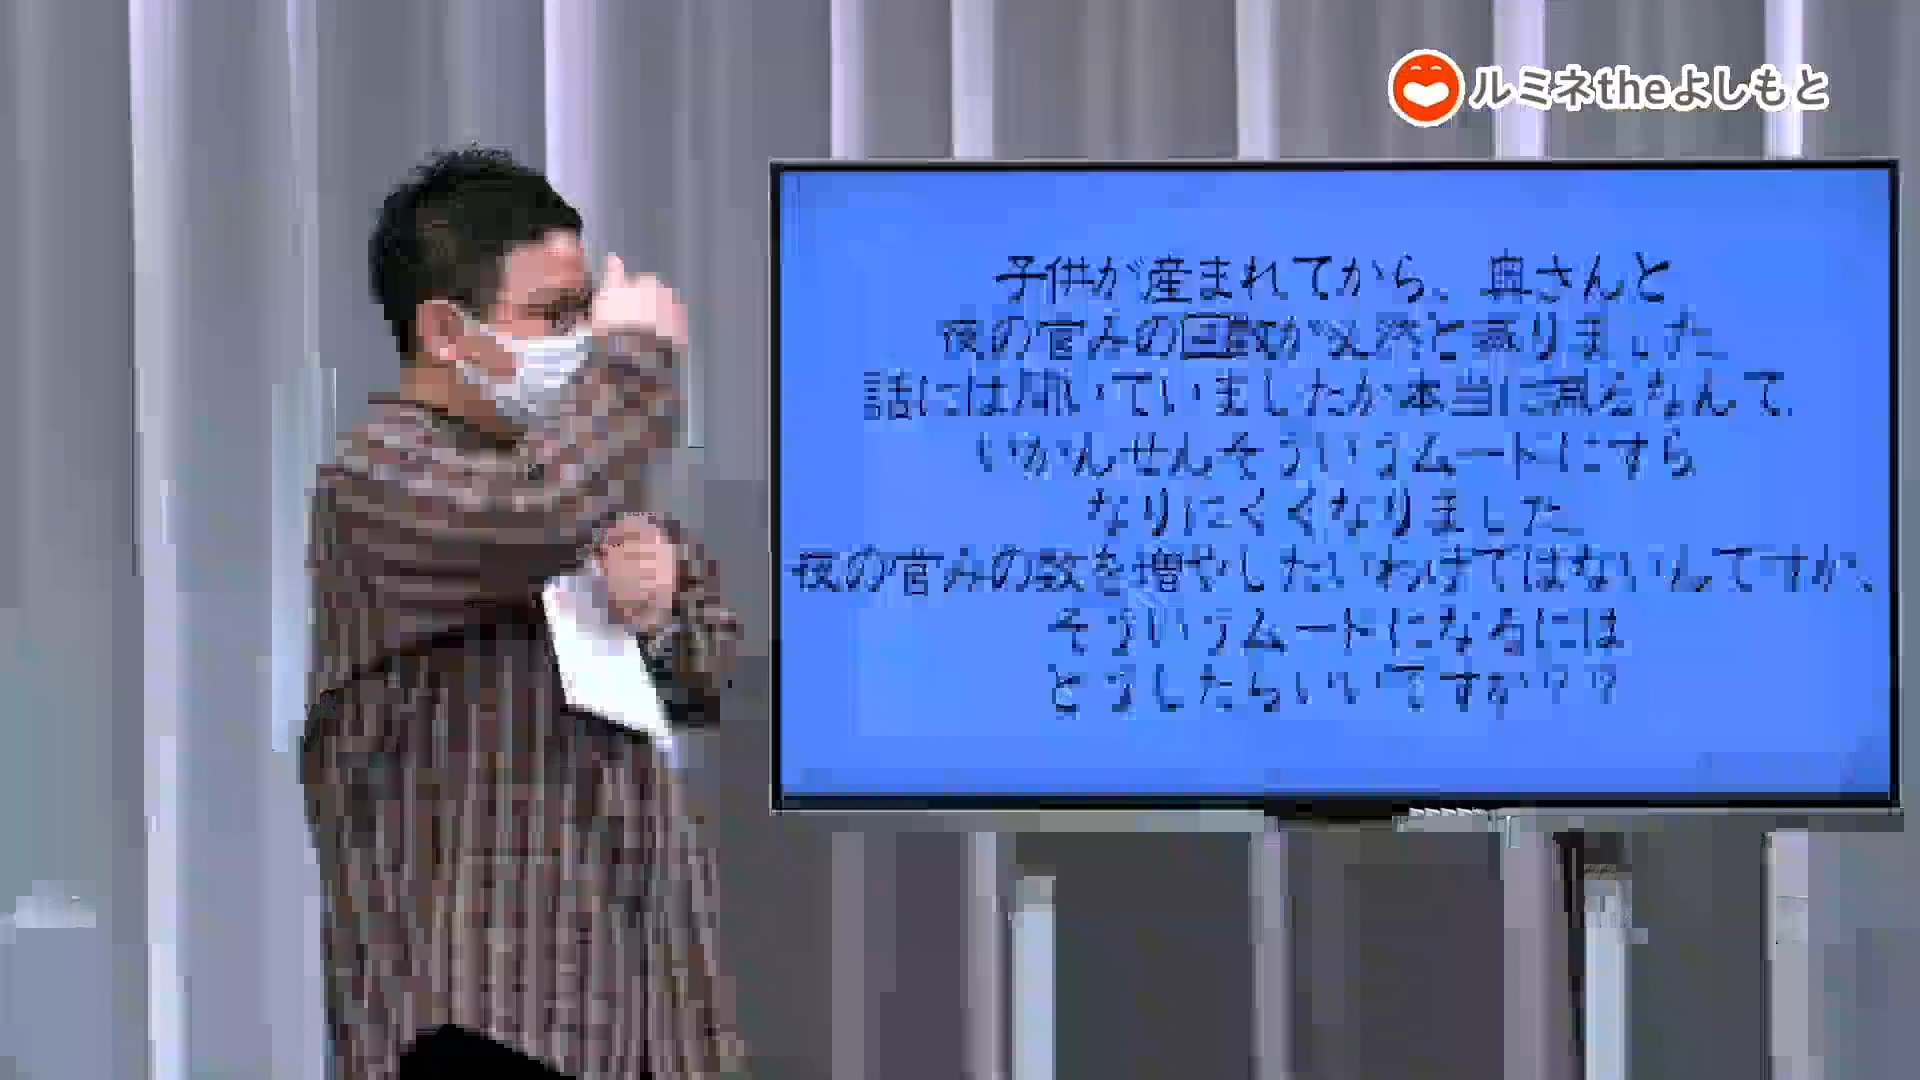 ルミネtheよしもと
子供が産まれてから、奥さんと
夜の営みの回数が必然と減りました
話には聞いていましたが本当に減るなんて
いかんせんそういうムードにすら
なりにくくなりました
夜の営みの数を増やしたいわけではないんですが、
そういうムードになるには
どうしたらいいですか??